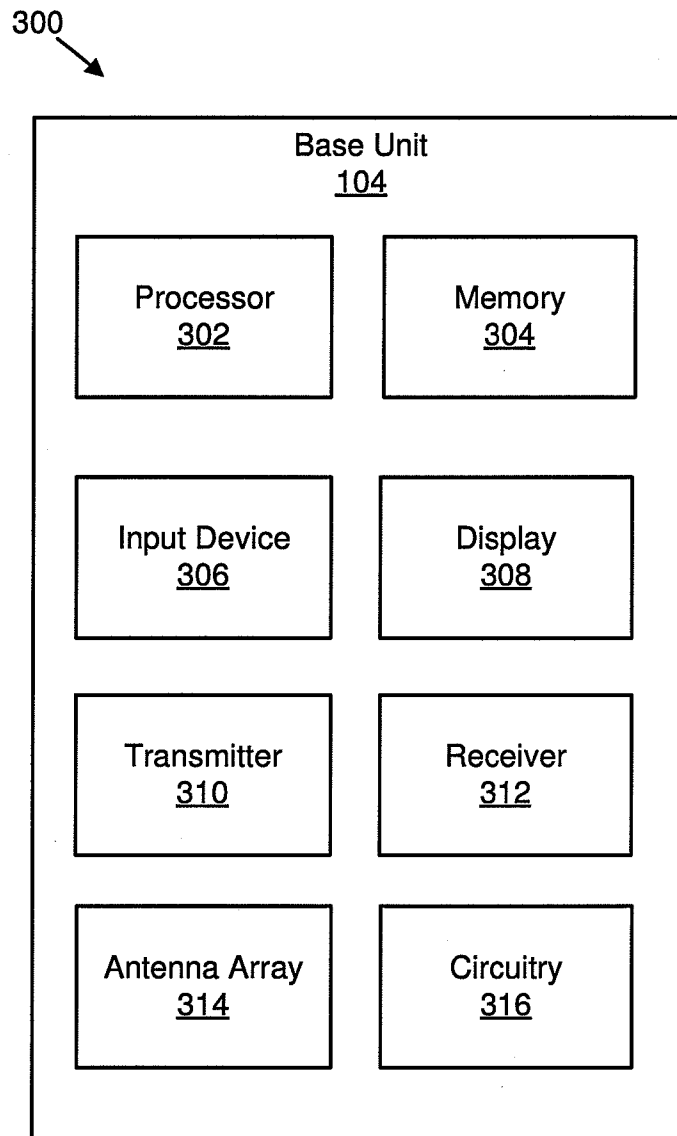 300
Base Unit
104
Processor
302
Memory
304
Input Device
306
Display
308
Transmitter
310
Receiver
312
Antenna Array
314
Circuitry
316